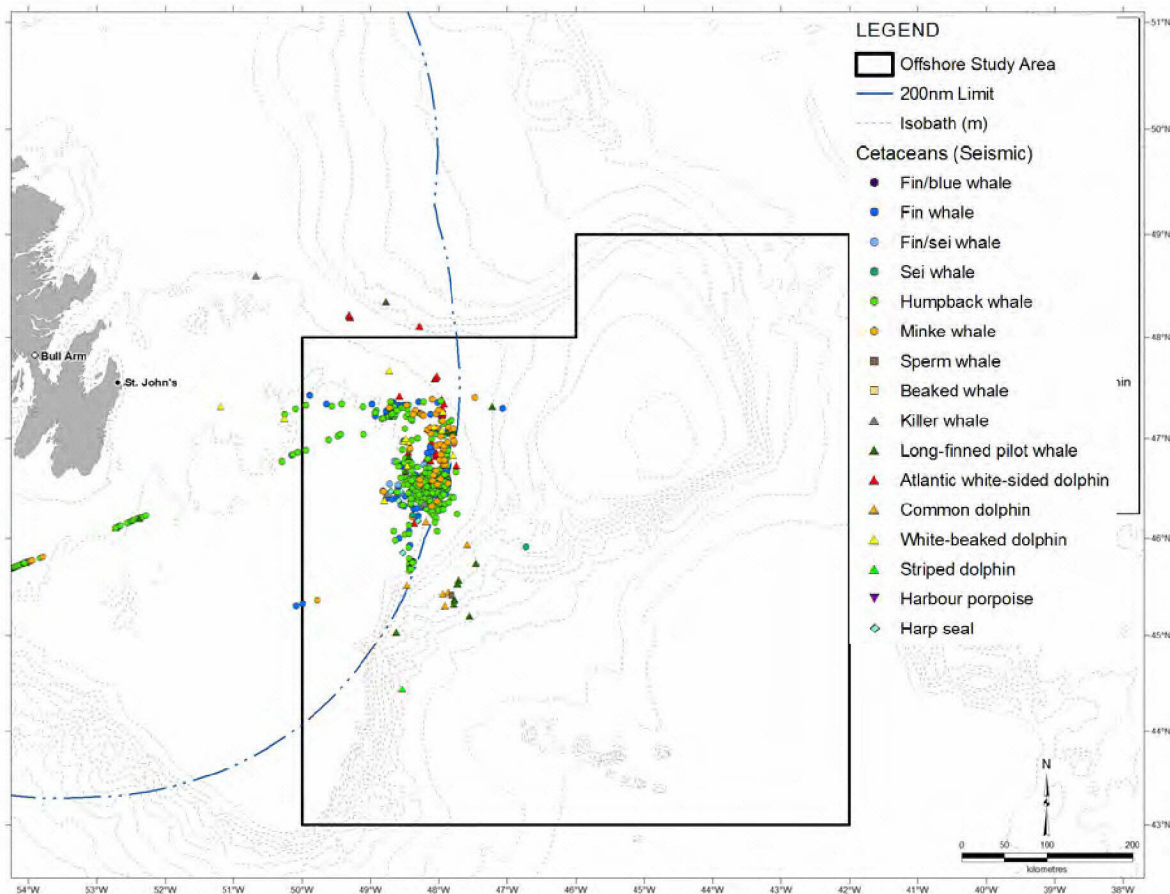 LEGEND
Offshore Study Area
200nm Limit
Isobath (m)
Cetaceans (Seismic)
Fin/blue whale
Fin whale
Fin/sei whale
Sei whale
Humpback whale
Minke whale
Sperm whale
Beaked whale
Killer whale
Long-finned pilot whale
Atlantic white-sided dolphin
Common dolphin
White-beaked dolphin
Striped dolphin
Harbour porpoise
Harp seal
51°N
50°N
49°N
48°N
47°N
46°N
45°N
44°N
43°N
Bull Arm
St. John's
in
N
0 50 100 200
kilometres
54°W 53°W 52°W 51°W 50°W 49°W 48°W 47°W 46°W 45°W 44°W 43°W 42°W 41°W 40°W 39°W 38°W